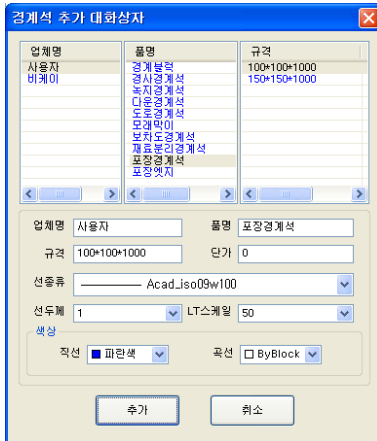 경계석 추가 대화상자
업체명 품명 규격
사용자 경계블럭 100*100*1000
비케이 경사경계석 150*150*1000
녹지경계석
다운경계석
도로경계석
모래막이
보차도경계석
재료분리경계석
포장경계석
포장엣지
업체명 사용자 품명 포장경계석
규격 100*100*1000 단가 0
선종류 Acad_iso09w100
선두께 1 LT스케일 50
색상
직선 파란색 곡선 ByBlock
추가 취소